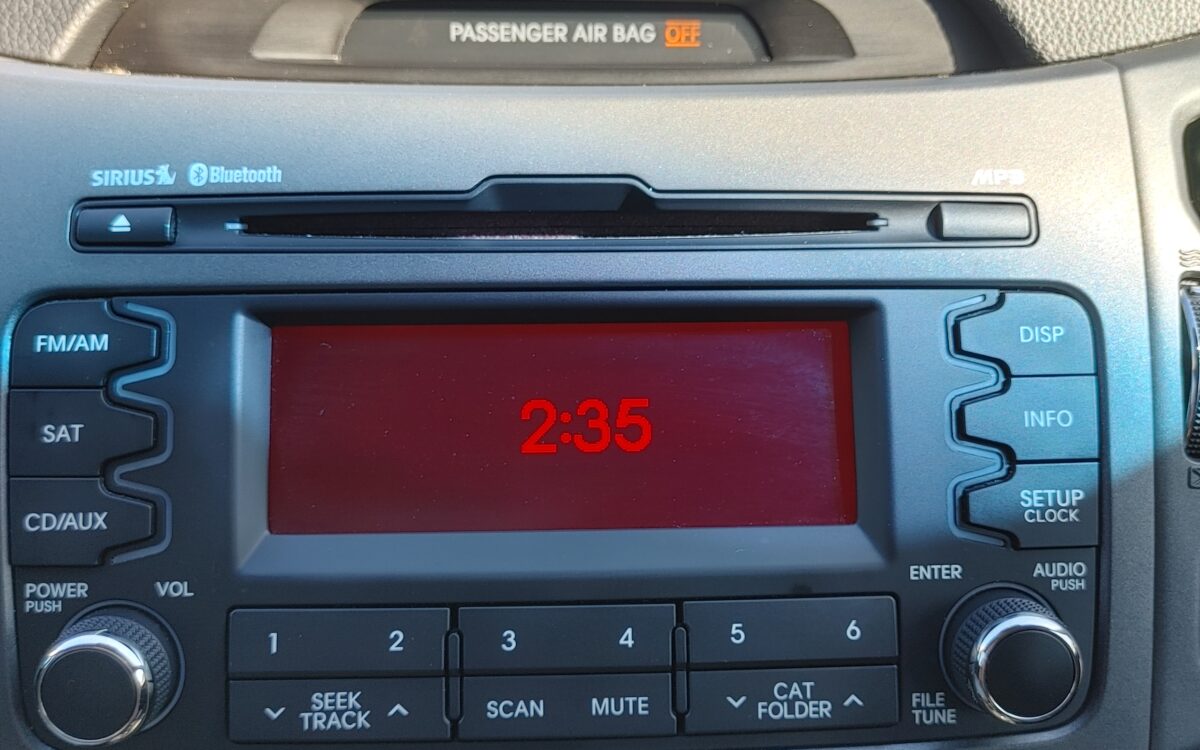 PASSENGER AIR BAG OFF
SIRIUS Bluetooth
MP3
FM/AM
DISP
2:35
SAT
INFO
CD/AUX
SETUP
CLOCK
POWER
PUSH
VOL
ENTER
AUDIO
PUSH
1 2 3 4 5 6
SEEK
TRACK
SCAN
MUTE
CAT
FOLDER
FILE
TUNE